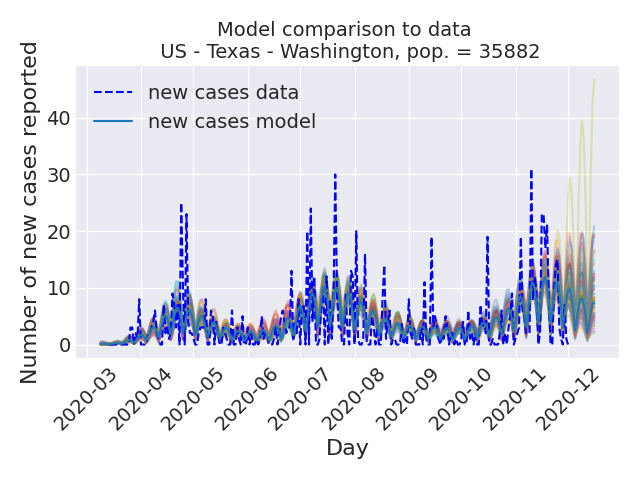 Model comparison to data
US - Texas - Washington, pop. = 35882
Number of new cases reported
40
30
20
10
0
new cases data
new cases model
2020-03
2020-04
2020-05
2020-06
2020-07
2020-08
2020-09
2020-10
2020-11
2020-12
Day